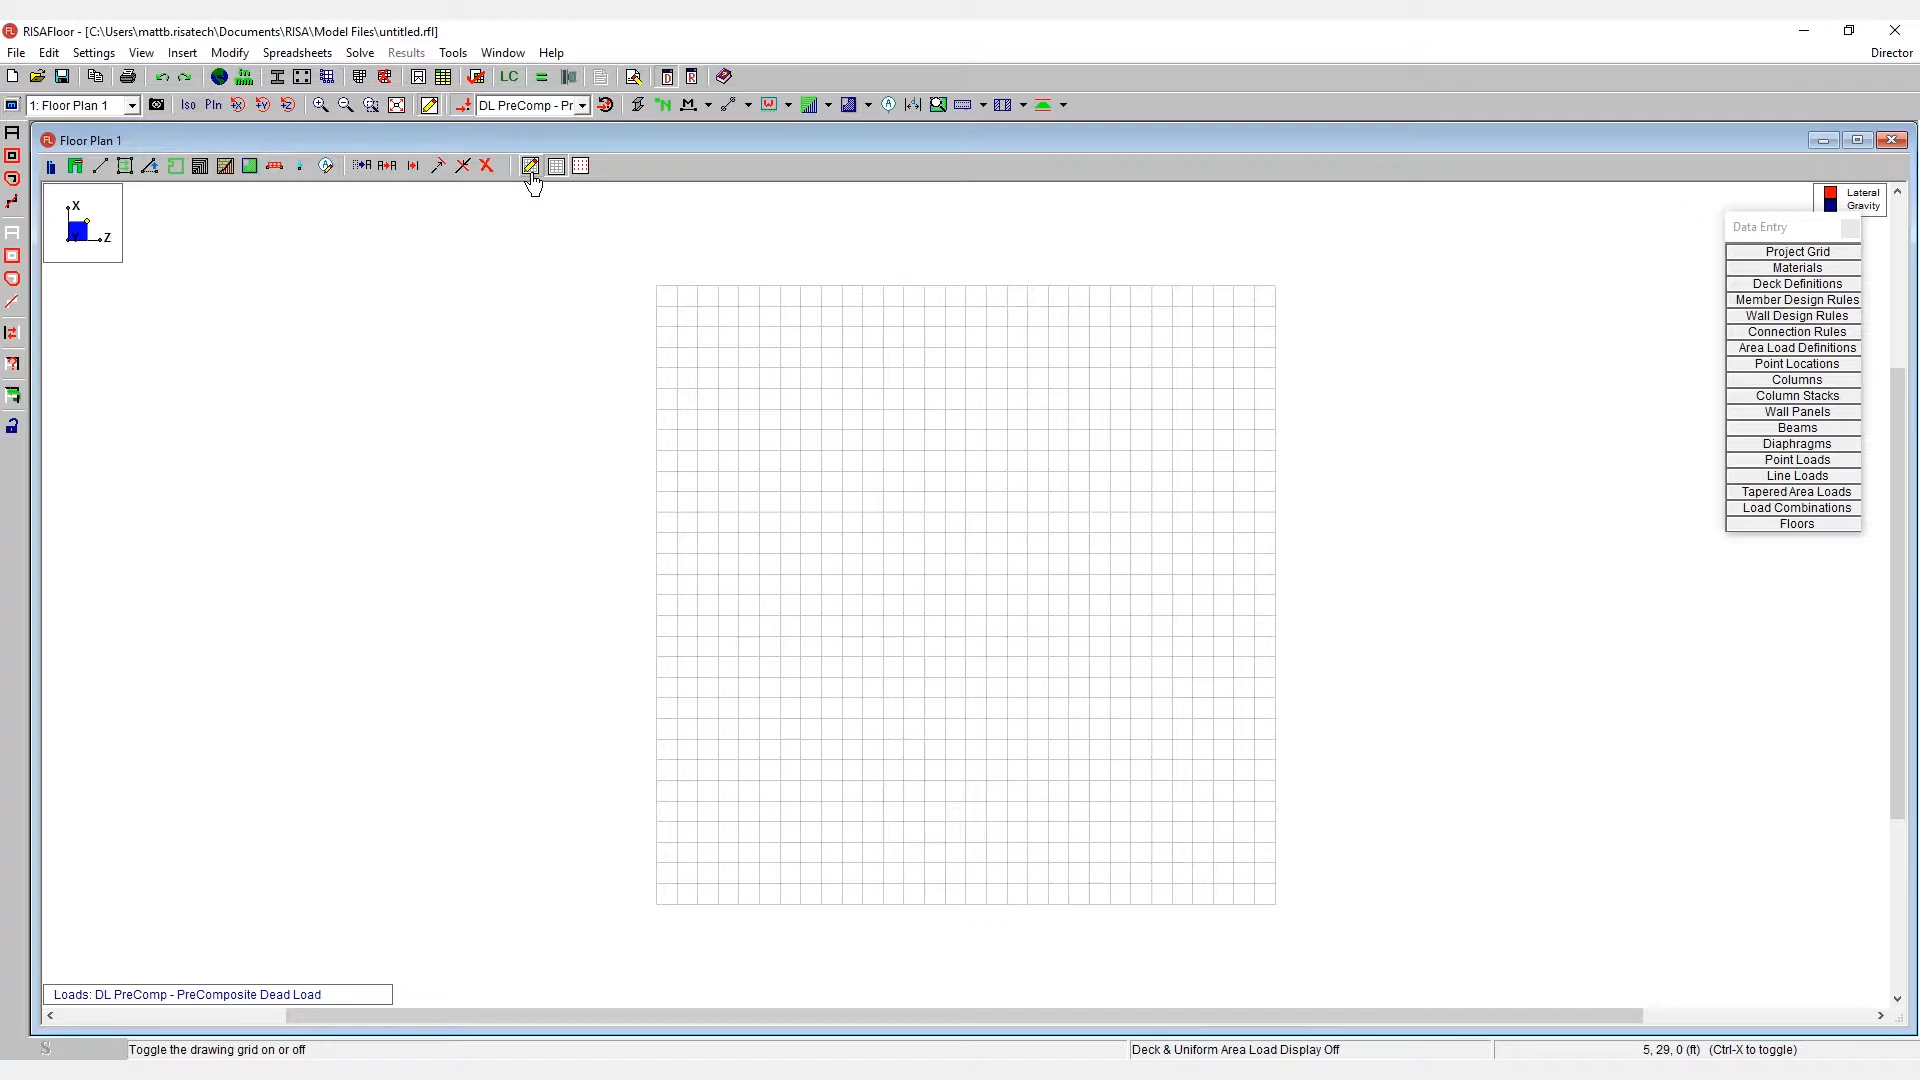 RISAFloor - [C:\Users\mattb.risatech\Documents\RISA\Model Files\untitled.rfl]
File Edit Settings View Insert Modify Spreadsheets Solve Results Tools Window Help
Director
LC
D
R
1: Floor Plan 1
Iso
Pln
DL PreComp - Pr
Floor Plan 1
X
Z
Y
Lateral
Gravity
Data Entry
Project Grid
Materials
Deck Definitions
Member Design Rules
Wall Design Rules
Connection Rules
Area Load Definitions
Point Locations
Columns
Column Stacks
Wall Panels
Beams
Diaphragms
Point Loads
Line Loads
Tapered Area Loads
Load Combinations
Floors
Loads: DL PreComp - PreComposite Dead Load
S
Toggle the drawing grid on or off
Deck & Uniform Area Load Display Off
5, 29, 0 (ft) (Ctrl-X to toggle)